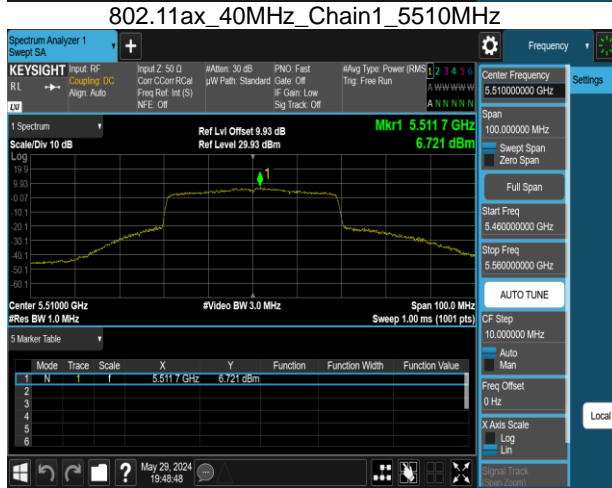 802.11ax_40MHz_Chain1_5510MHz
Spectrum Analyzer 1
Swept SA
+
Frequency
KEYSIGHT
RL
Input: RF
Coupling: DC
Align: Auto
Input Z: 50 Ω
Corr CCorr RCal
Freq Ref: Int (S)
NFE: Off
#Atten: 30 dB
µW Path: Standard
PNO: Fast
Gate: Off
IF Gain: Low
Sig Track: Off
#Avg Type: Power (RMS
Trig: Free Run
1 2 3 4 5 6
A W W W W W
A N N N N N
LXI
1 Spectrum
Scale/Div 10 dB
Log
Ref Lvl Offset 9.93 dB
Ref Level 29.93 dBm
Mkr1 5.511 7 GHz
6.721 dBm
19.9
9.93
-0.07
-10.1
-20.1
-30.1
-40.1
-50.1
-60.1
1
Center 5.51000 GHz
#Res BW 1.0 MHz
#Video BW 3.0 MHz
Span 100.0 MHz
Sweep 1.00 ms (1001 pts)
5 Marker Table
Mode Trace Scale X Y Function Function Width Function Value
1 N 1 f 5.511 7 GHz 6.721 dBm
2
3
4
5
6
May 29, 2024
19:48:48
?
Center Frequency
5.510000000 GHz
Settings
Span
100.000000 MHz
Swept Span
Zero Span
Full Span
Start Freq
5.460000000 GHz
Stop Freq
5.560000000 GHz
AUTO TUNE
CF Step
10.000000 MHz
Auto
Man
Freq Offset
0 Hz
X Axis Scale
Log
Lin
Local
Signal Track
(Span Zoom)